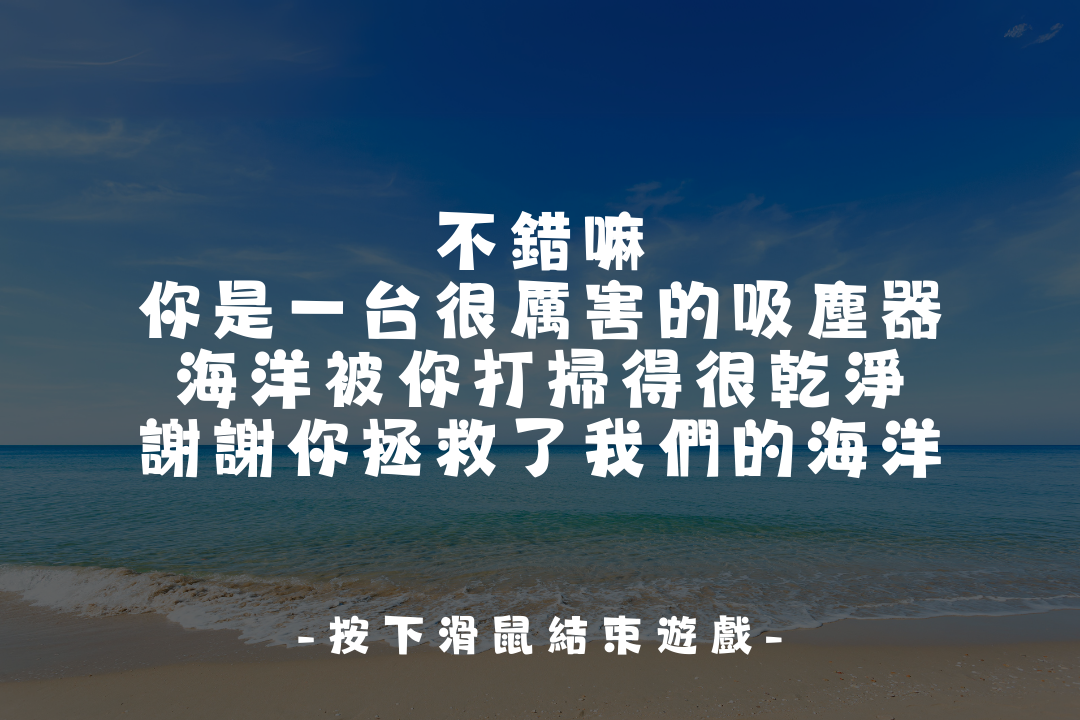 不錯嘛
你是一台很厲害的吸塵器
海洋被你打掃得很乾淨
謝謝你拯救了我們的海洋
-按下滑鼠結束遊戲-